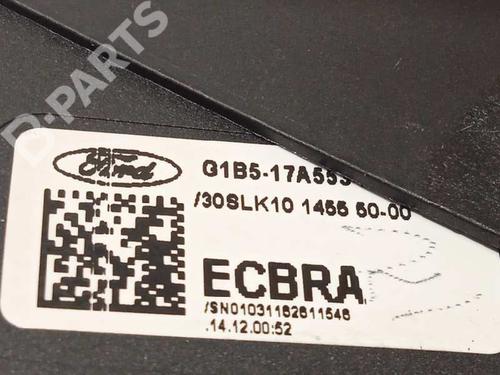 D-PARTS
Ford
G1B5-17A553
/30SLK10 1455 50-00
ECBRA
/SN01031162611546
.14.12.00:52